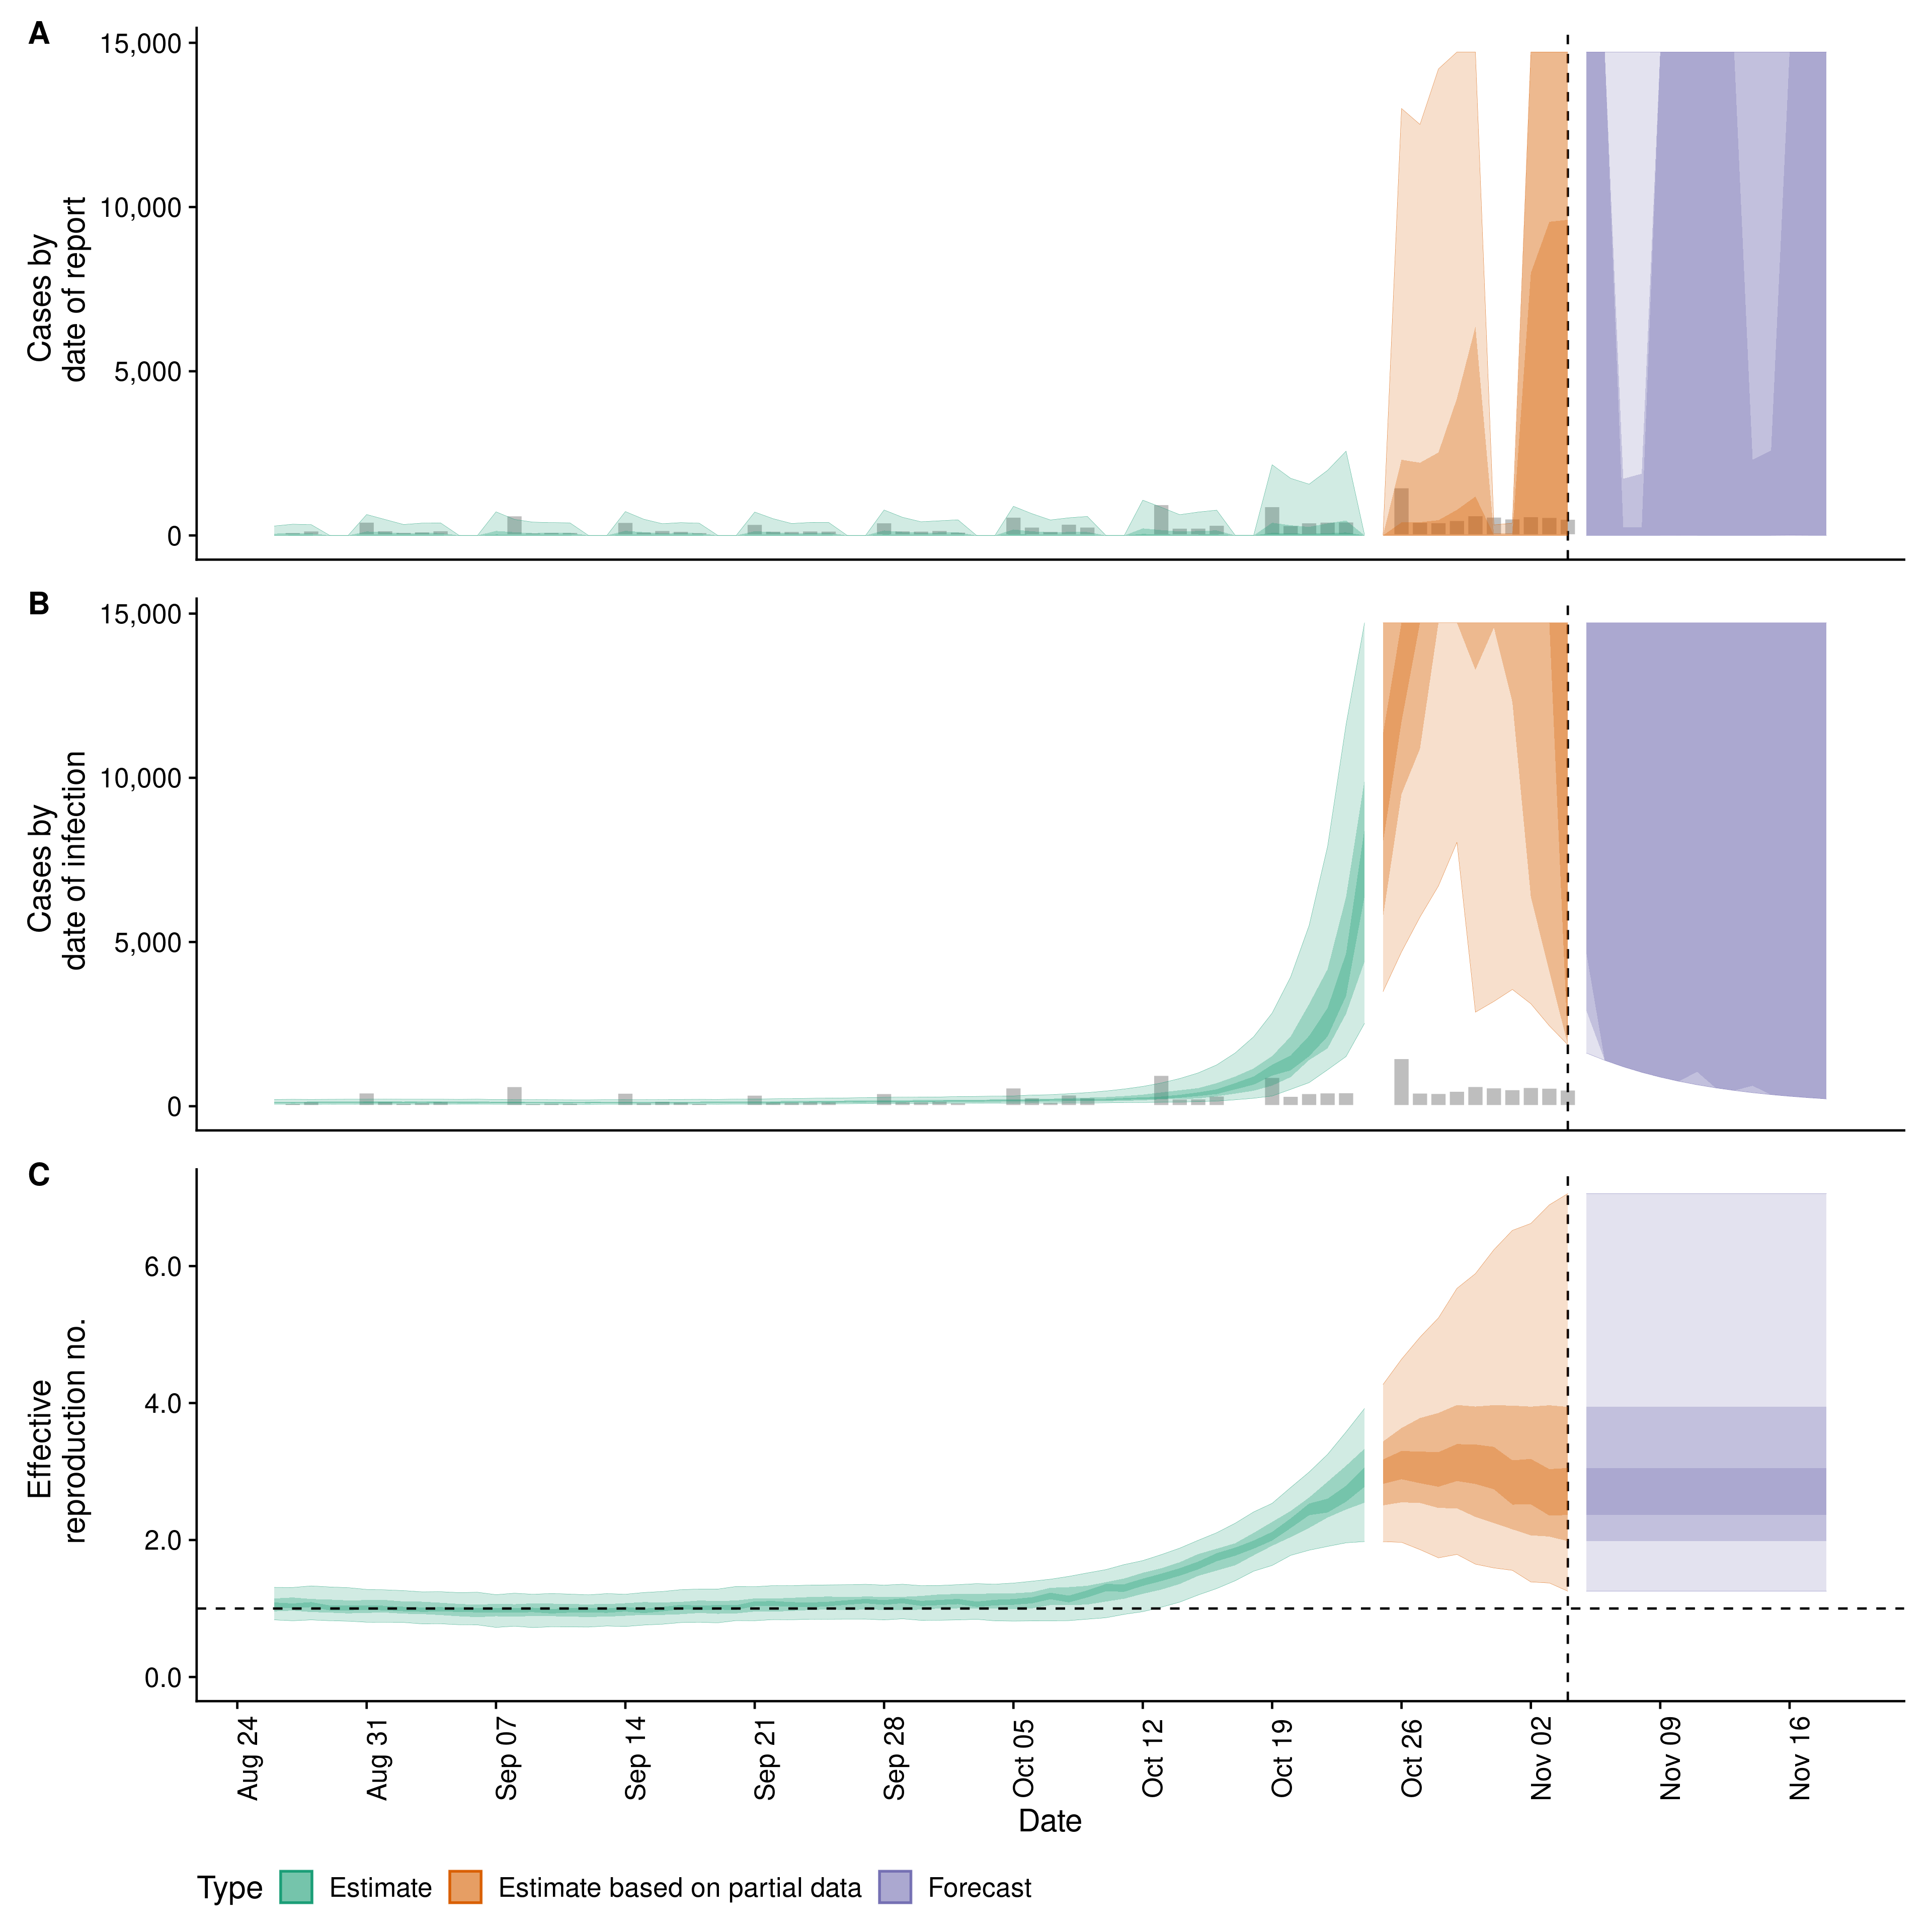 A
15,000
10,000
5,000
0
Cases by
date of report
B
15,000
10,000
5,000
0
Cases by
date of infection
C
6.0
4.0
2.0
0.0
Effective
reproduction no.
Aug 24
Aug 31
Sep 07
Sep 14
Sep 21
Sep 28
Oct 05
Oct 12
Oct 19
Oct 26
Nov 02
Nov 09
Nov 16
Date
Type Estimate Estimate based on partial data Forecast